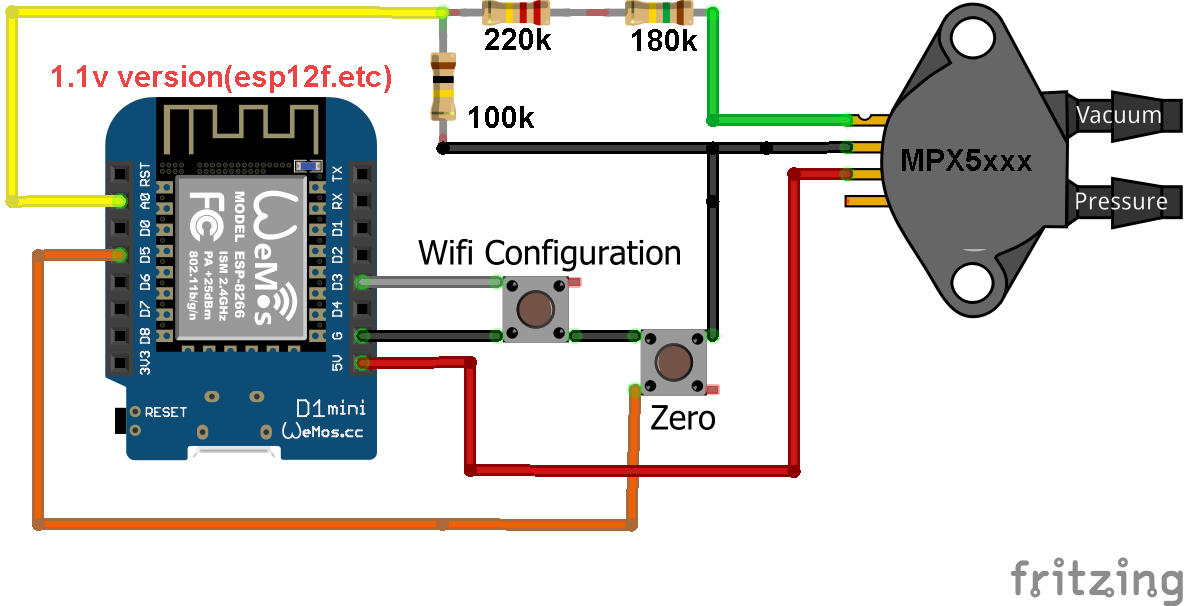 220k
180k
1.1v version(esp12f.etc)
100k
Vacuum
MPX5xxx
Pressure
RST
A0
D0
D5
D6
D7
D8
3V3
TX
RX
D1
D2
D3
D4
G
5V
WeMos
MODEL ESP-8266
ISM 2.4GHz
PA +25dBm
802.11b/g/n
FC
Wifi Configuration
Zero
RESET
D1mini
WeMos.cc
fritzing